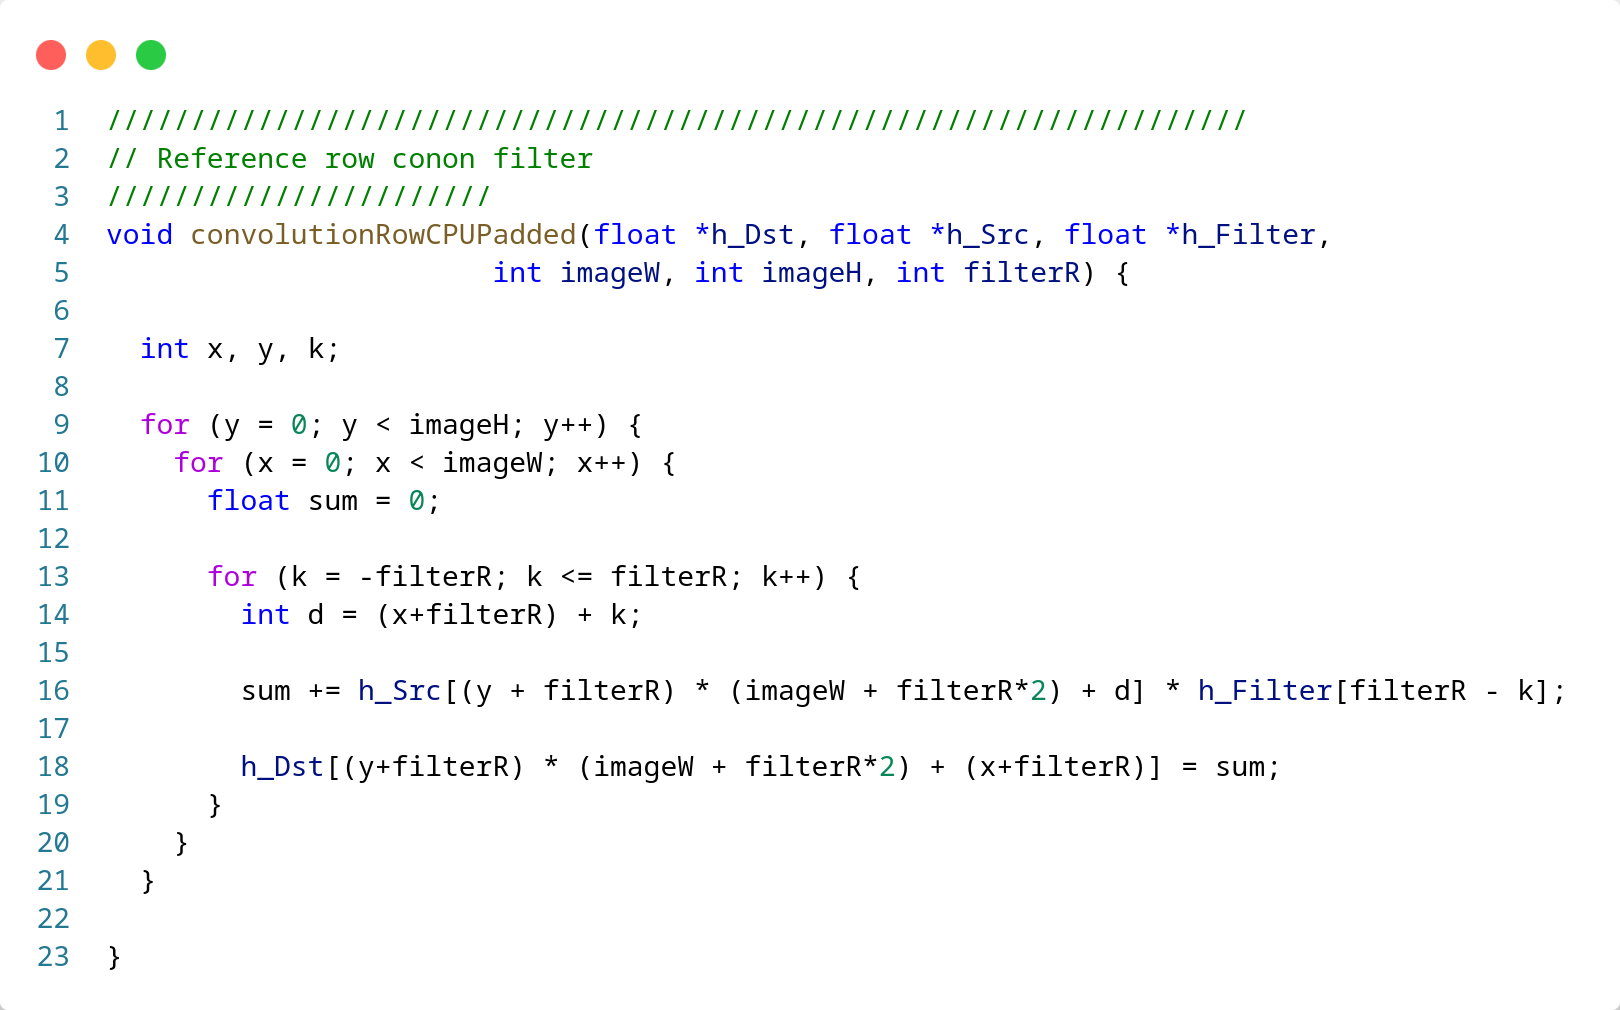 1 ////////////////////////////////////////////////////////////////////
2 // Reference row conon filter
3 ///////////////////////
4 void convolutionRowCPUPadded(float *h_Dst, float *h_Src, float *h_Filter,
5                        int imageW, int imageH, int filterR) {
6
7   int x, y, k;
8
9   for (y = 0; y < imageH; y++) {
10     for (x = 0; x < imageW; x++) {
11       float sum = 0;
12
13       for (k = -filterR; k <= filterR; k++) {
14         int d = (x+filterR) + k;
15
16         sum += h_Src[(y + filterR) * (imageW + filterR*2) + d] * h_Filter[filterR - k];
17
18         h_Dst[(y+filterR) * (imageW + filterR*2) + (x+filterR)] = sum;
19       }
20     }
21   }
22
23 }